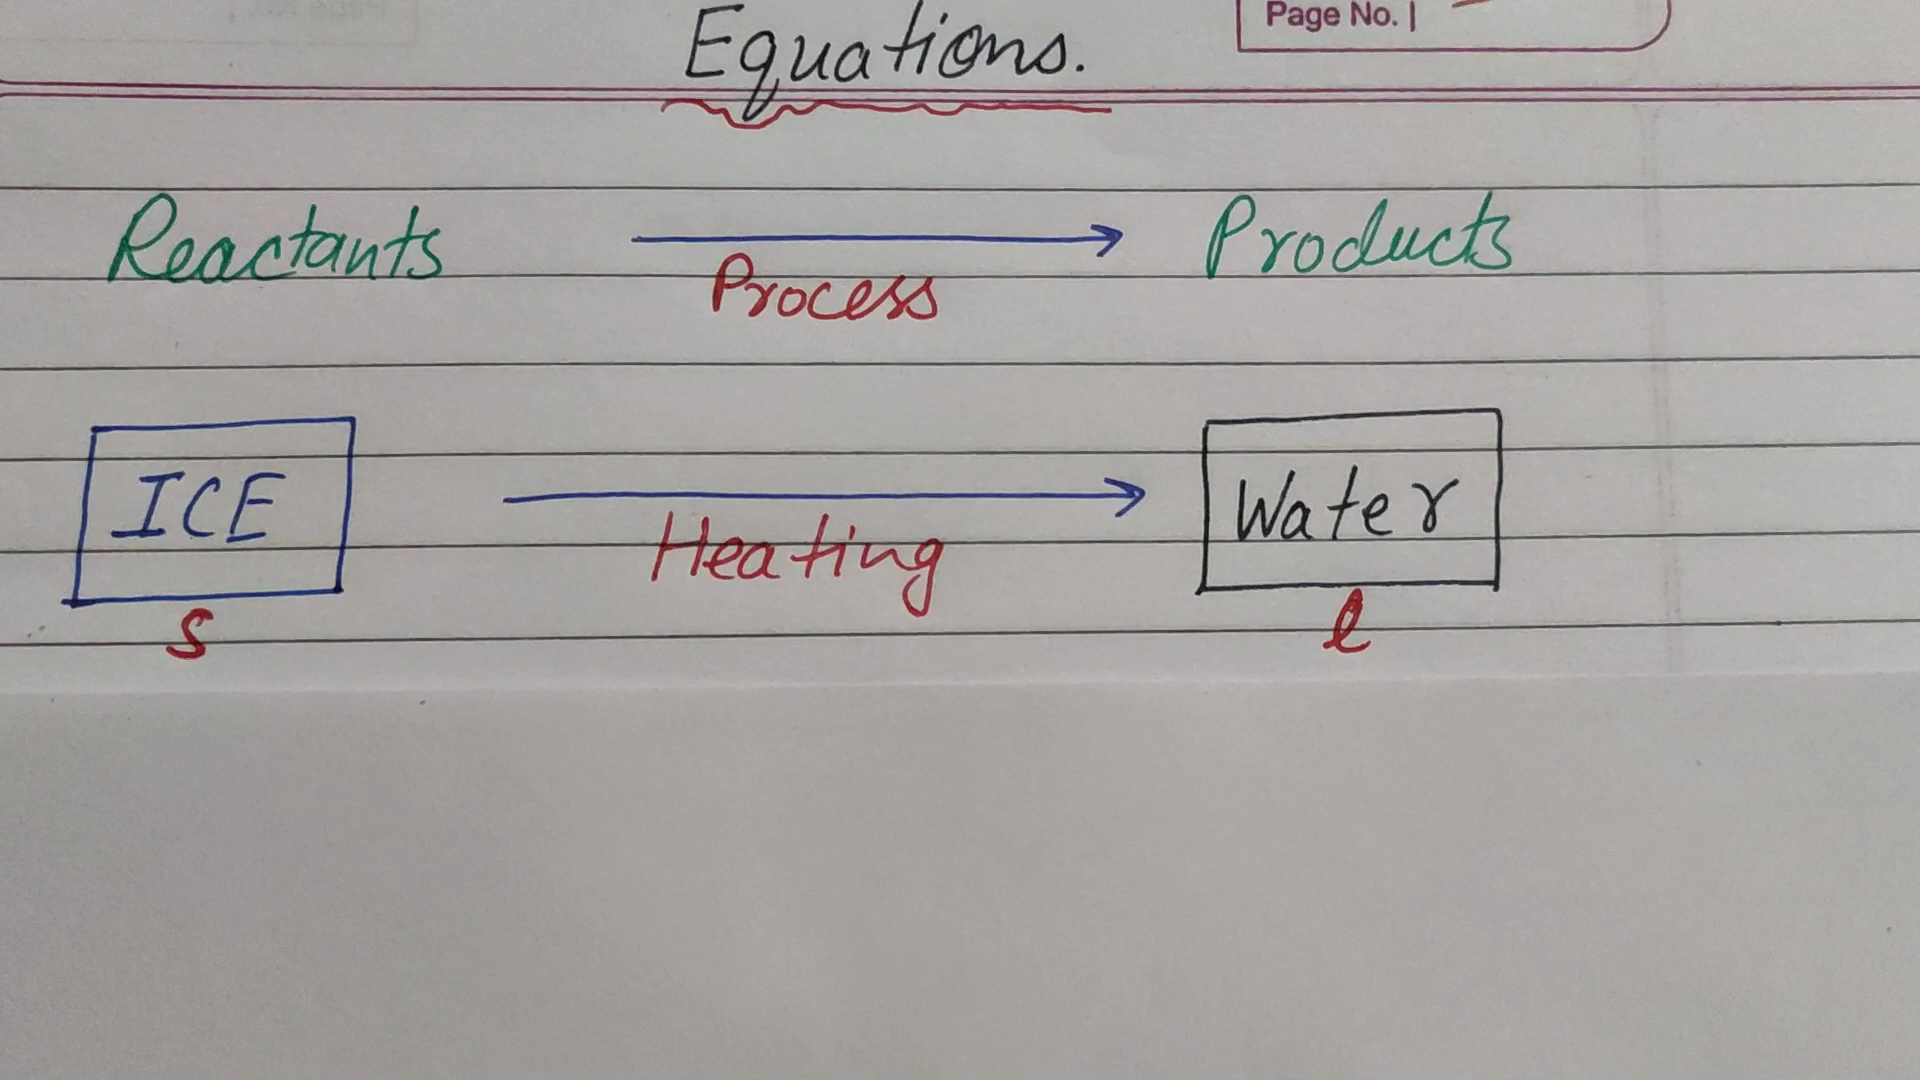 Equations.
Page No. |
Reactants → Products
Process
ICE → Water
Heating
s l